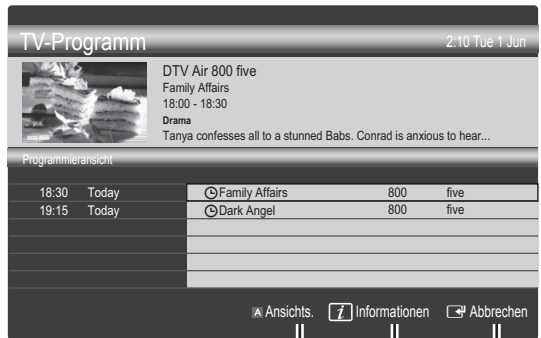 TV-Programm 2:10 Tue 1 Jun
DTV Air 800 five
Family Affairs
18:00 - 18:30
Drama
Tanya confesses all to a stunned Babs. Conrad is anxious to hear...
Programmieransicht
18:30 Today Family Affairs 800 five
19:15 Today Dark Angel 800 five
A Ansichts. i Informationen Abbrechen